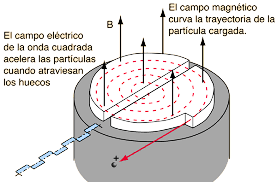 El campo magnético
curva la trayectoria de la
partícula cargada.
B
El campo eléctrico
de la onda cuadrada
acelera las partículas
cuando atraviesan
los huecos
+